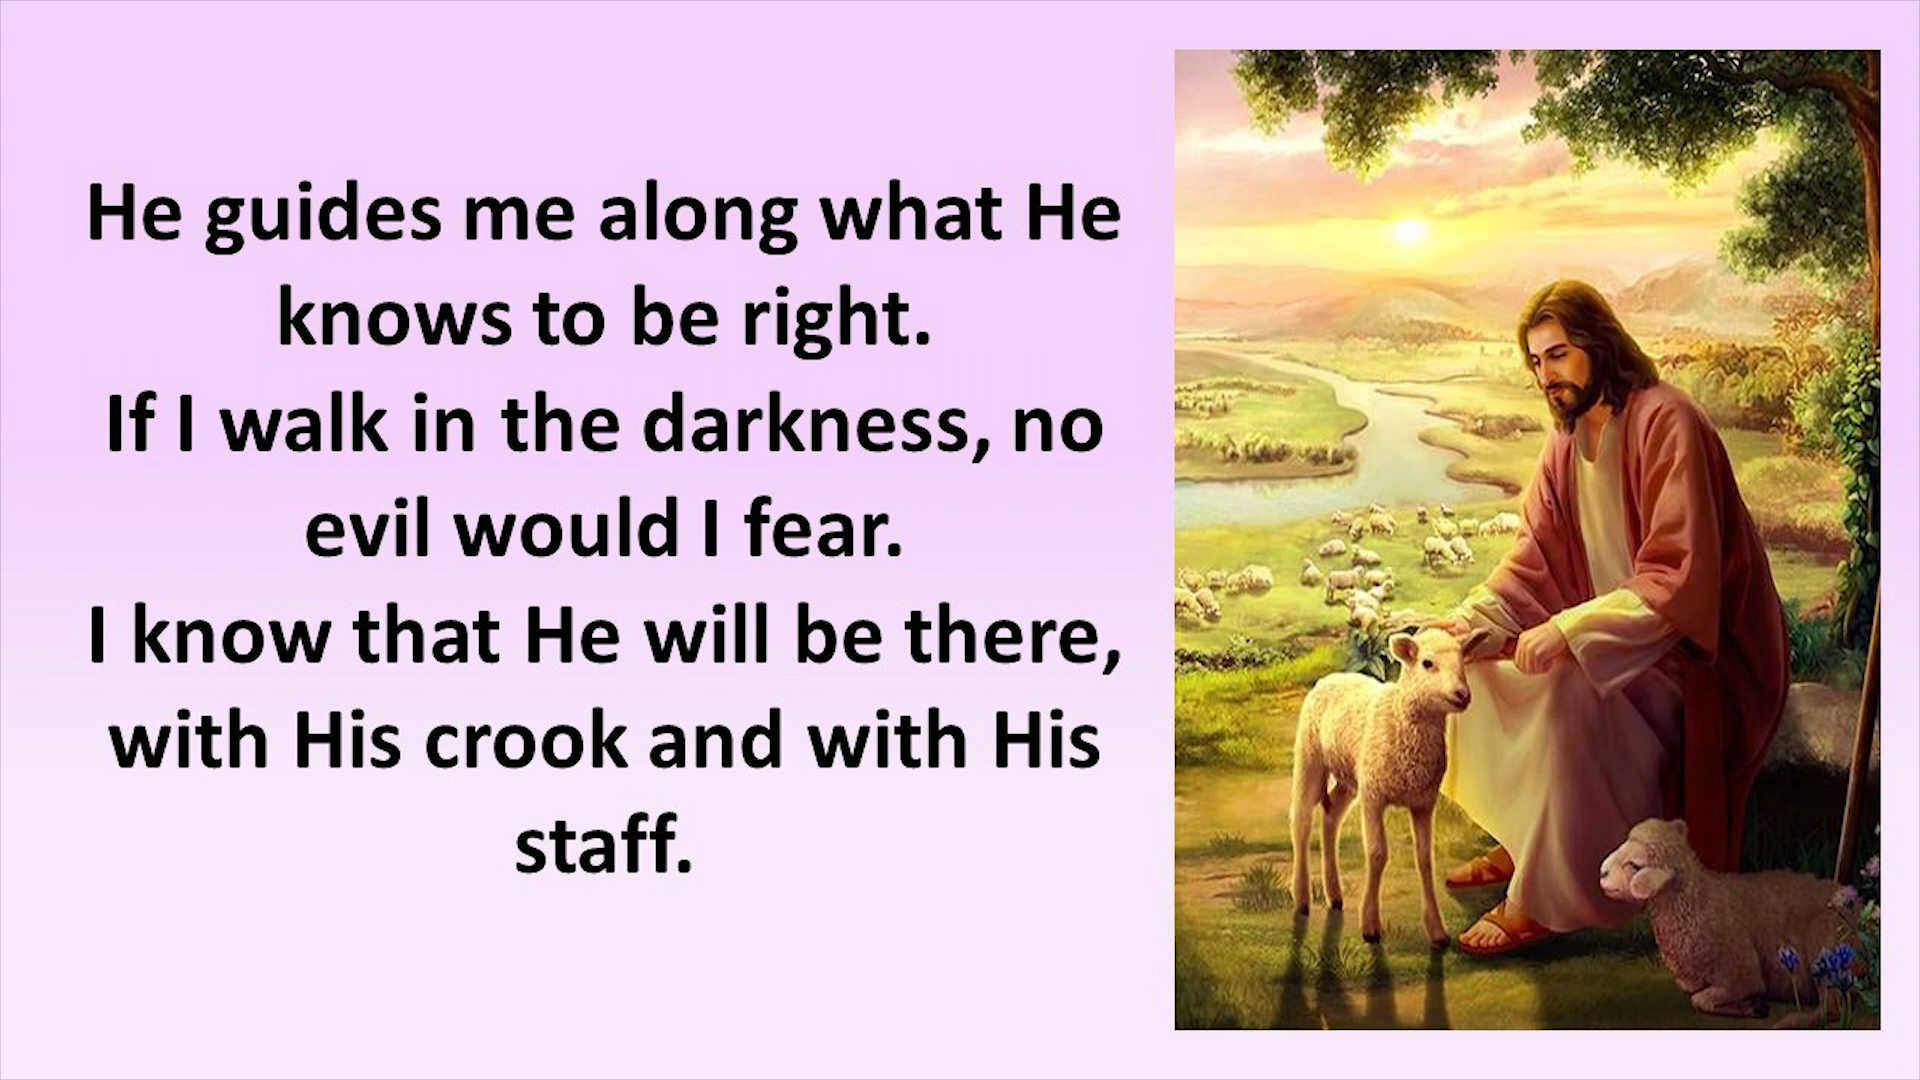 He guides me along what He
knows to be right.
If I walk in the darkness, no
evil would I fear.
I know that He will be there,
with His crook and with His
staff.